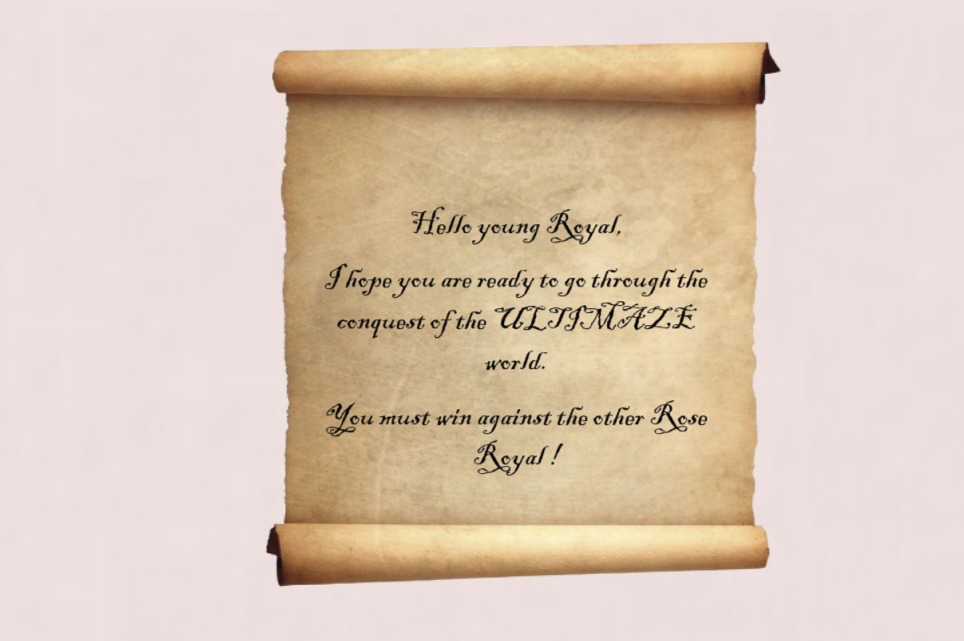 Hello young Royal,
I hope you are ready to go through the
conquest of the ULTIMAZE
world.
You must win against the other Rose
Royal !